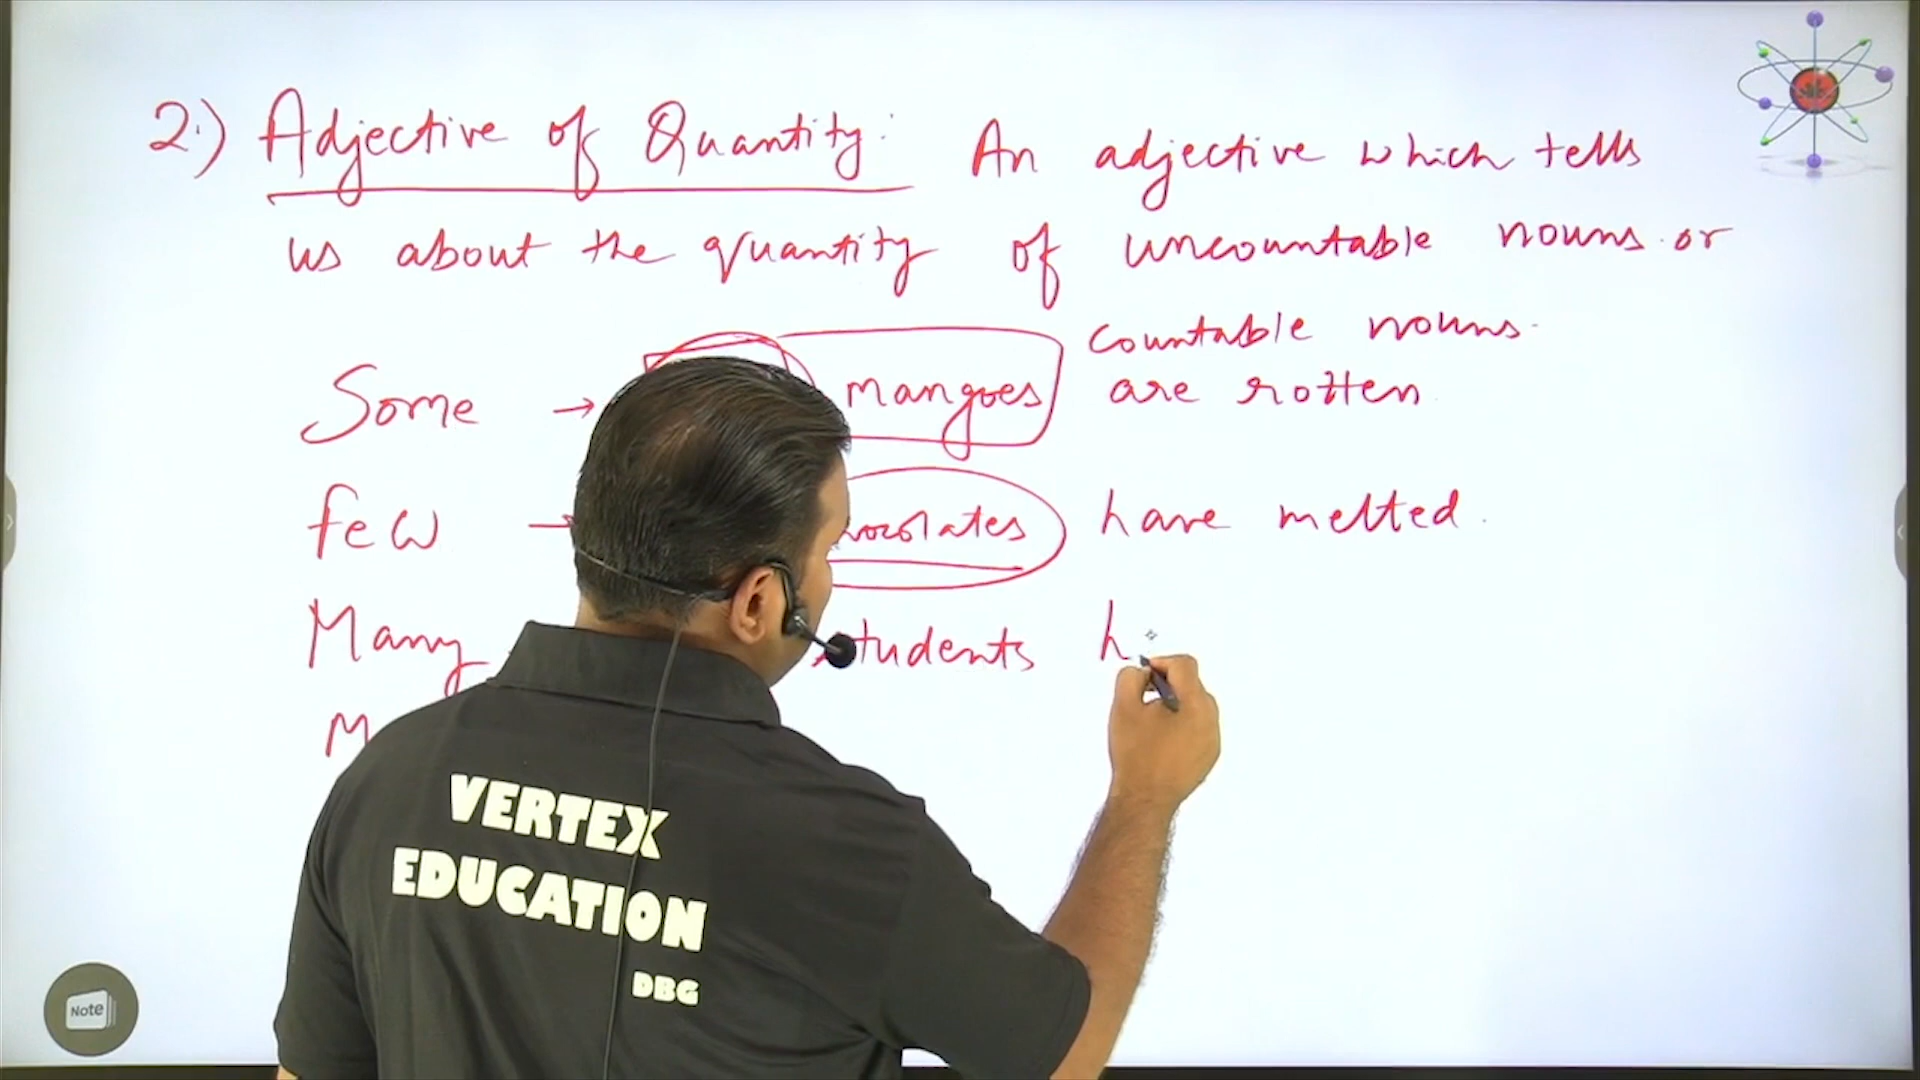 2.) Adjective of Quantity: An adjective which tells
us about the quantity of uncountable nouns. or
countable nouns.
Some → mangoes are rotten
few → have melted.
Many students
VERTEX
EDUCATION
DBG
Note